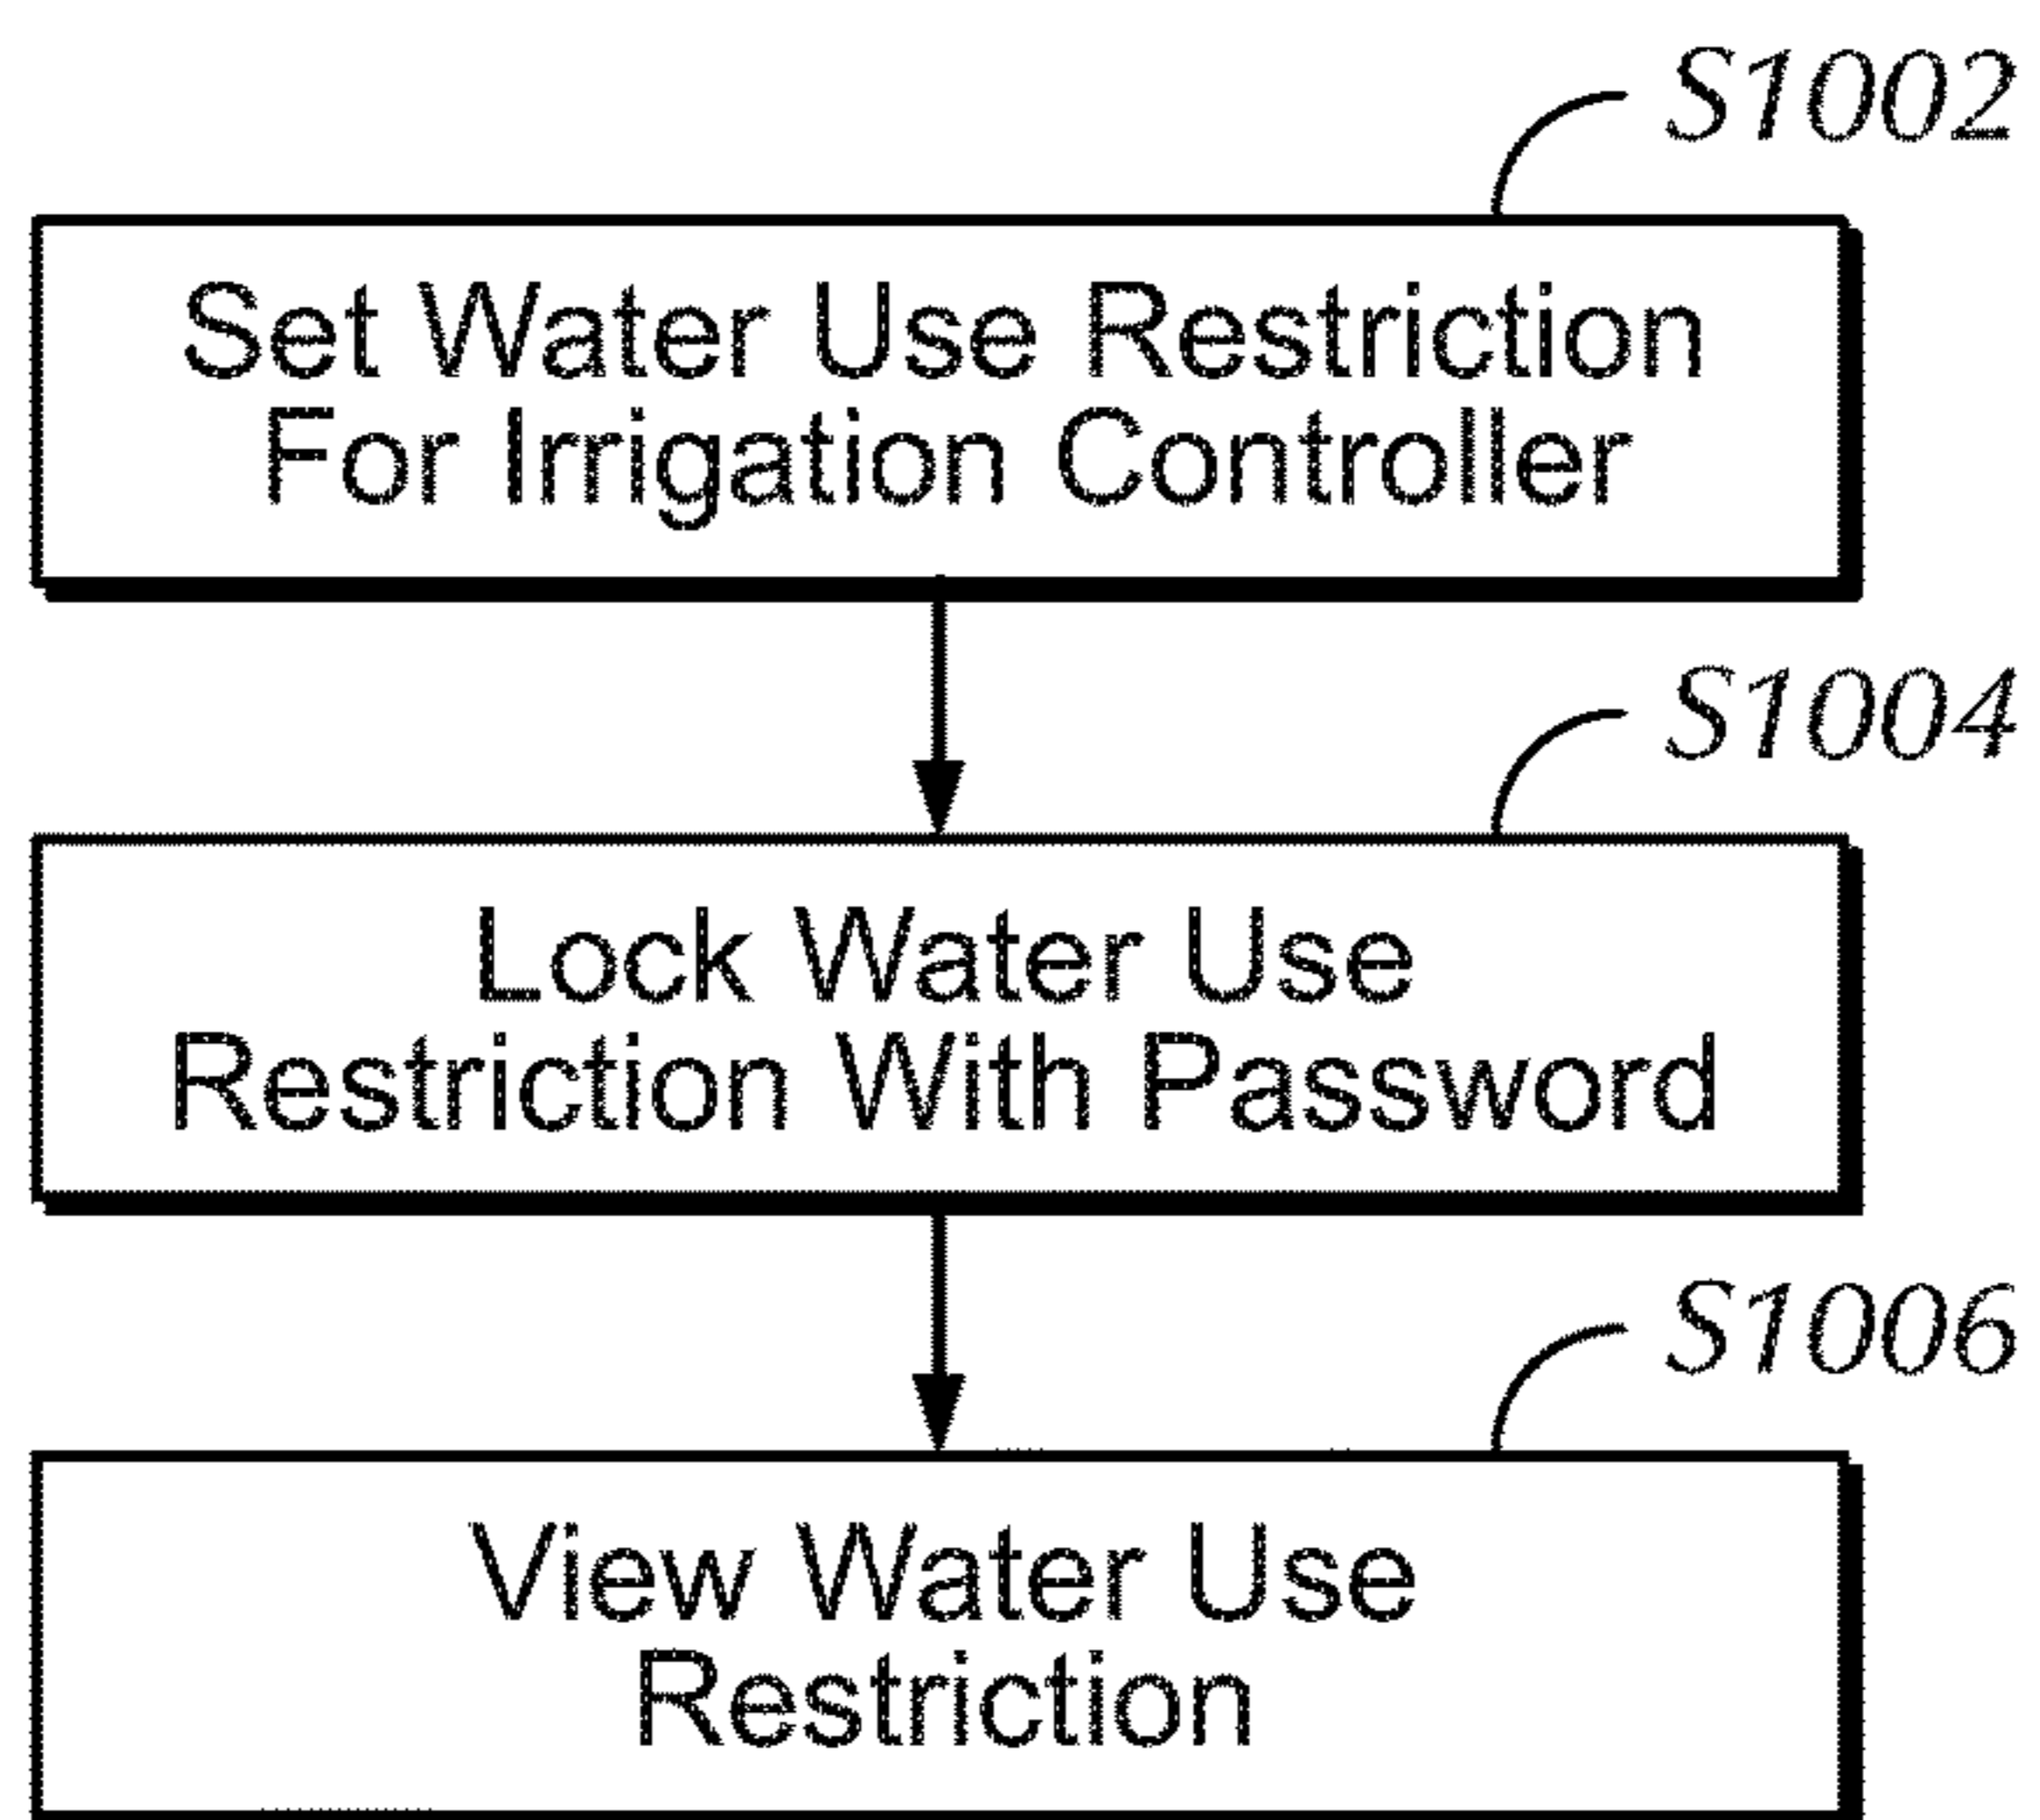 S1002
Set Water Use Restriction
For Irrigation Controller
S1004
Lock Water Use
Restriction With Password
S1006
View Water Use
Restriction